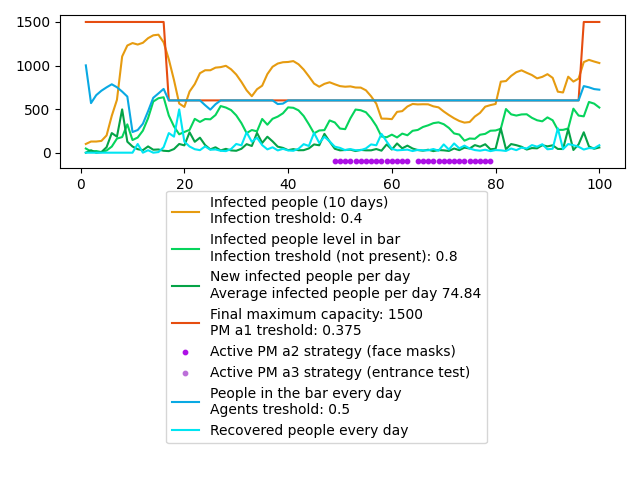 1500
1000
500
0
0
20
40
60
80
100
Infected people (10 days)
Infection treshold: 0.4
Infected people level in bar
Infection treshold (not present): 0.8
New infected people per day
Average infected people per day 74.84
Final maximum capacity: 1500
PM a1 treshold: 0.375
Active PM a2 strategy (face masks)
Active PM a3 strategy (entrance test)
People in the bar every day
Agents treshold: 0.5
Recovered people every day